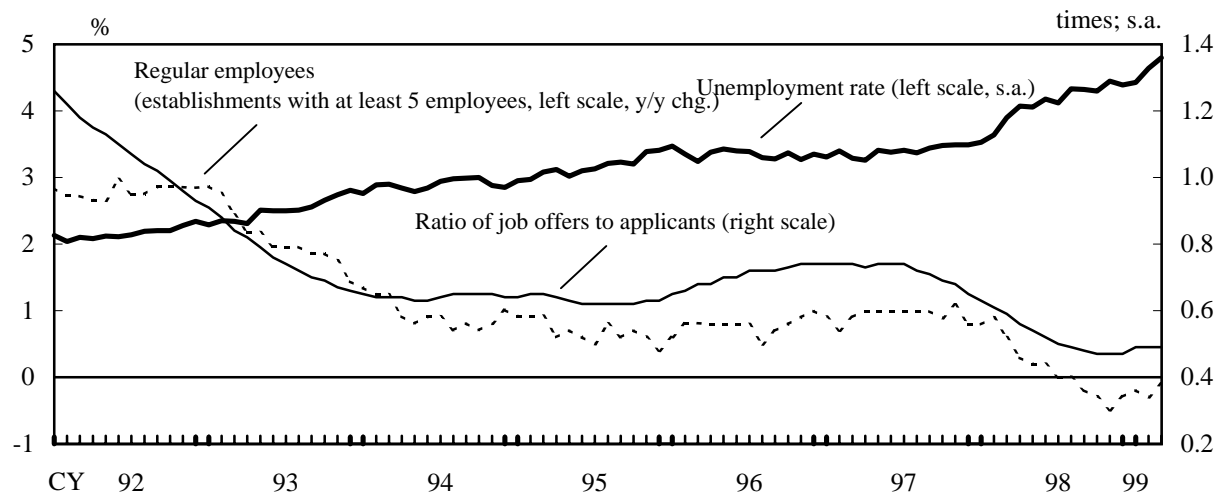 %
times; s.a.
5
1.4
Regular employees
(establishments with at least 5 employees, left scale, y/y chg.)
Unemployment rate (left scale, s.a.)
4
1.2
3
1.0
Ratio of job offers to applicants (right scale)
2
0.8
1
0.6
0
0.4
-1
0.2
CY 92 93 94 95 96 97 98 99